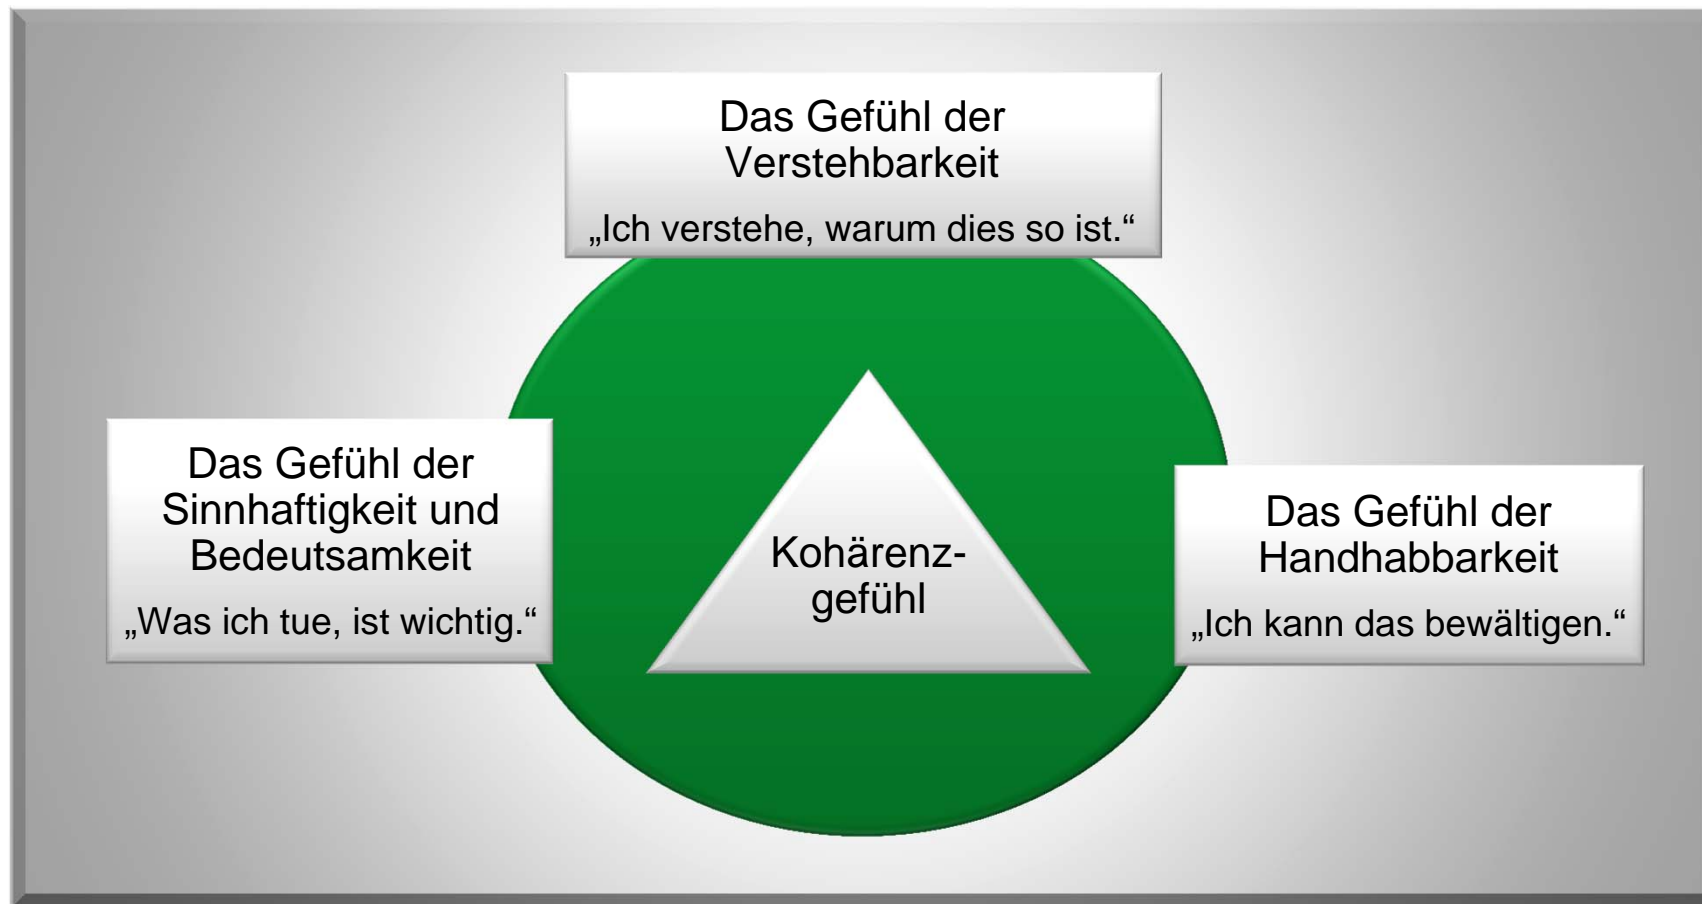 Das Gefühl der
Verstehbarkeit
„Ich verstehe, warum dies so ist.“
Das Gefühl der
Sinnhaftigkeit und
Bedeutsamkeit
„Was ich tue, ist wichtig.“
Kohärenz-
gefühl
Das Gefühl der
Handhabbarkeit
„Ich kann das bewältigen.“